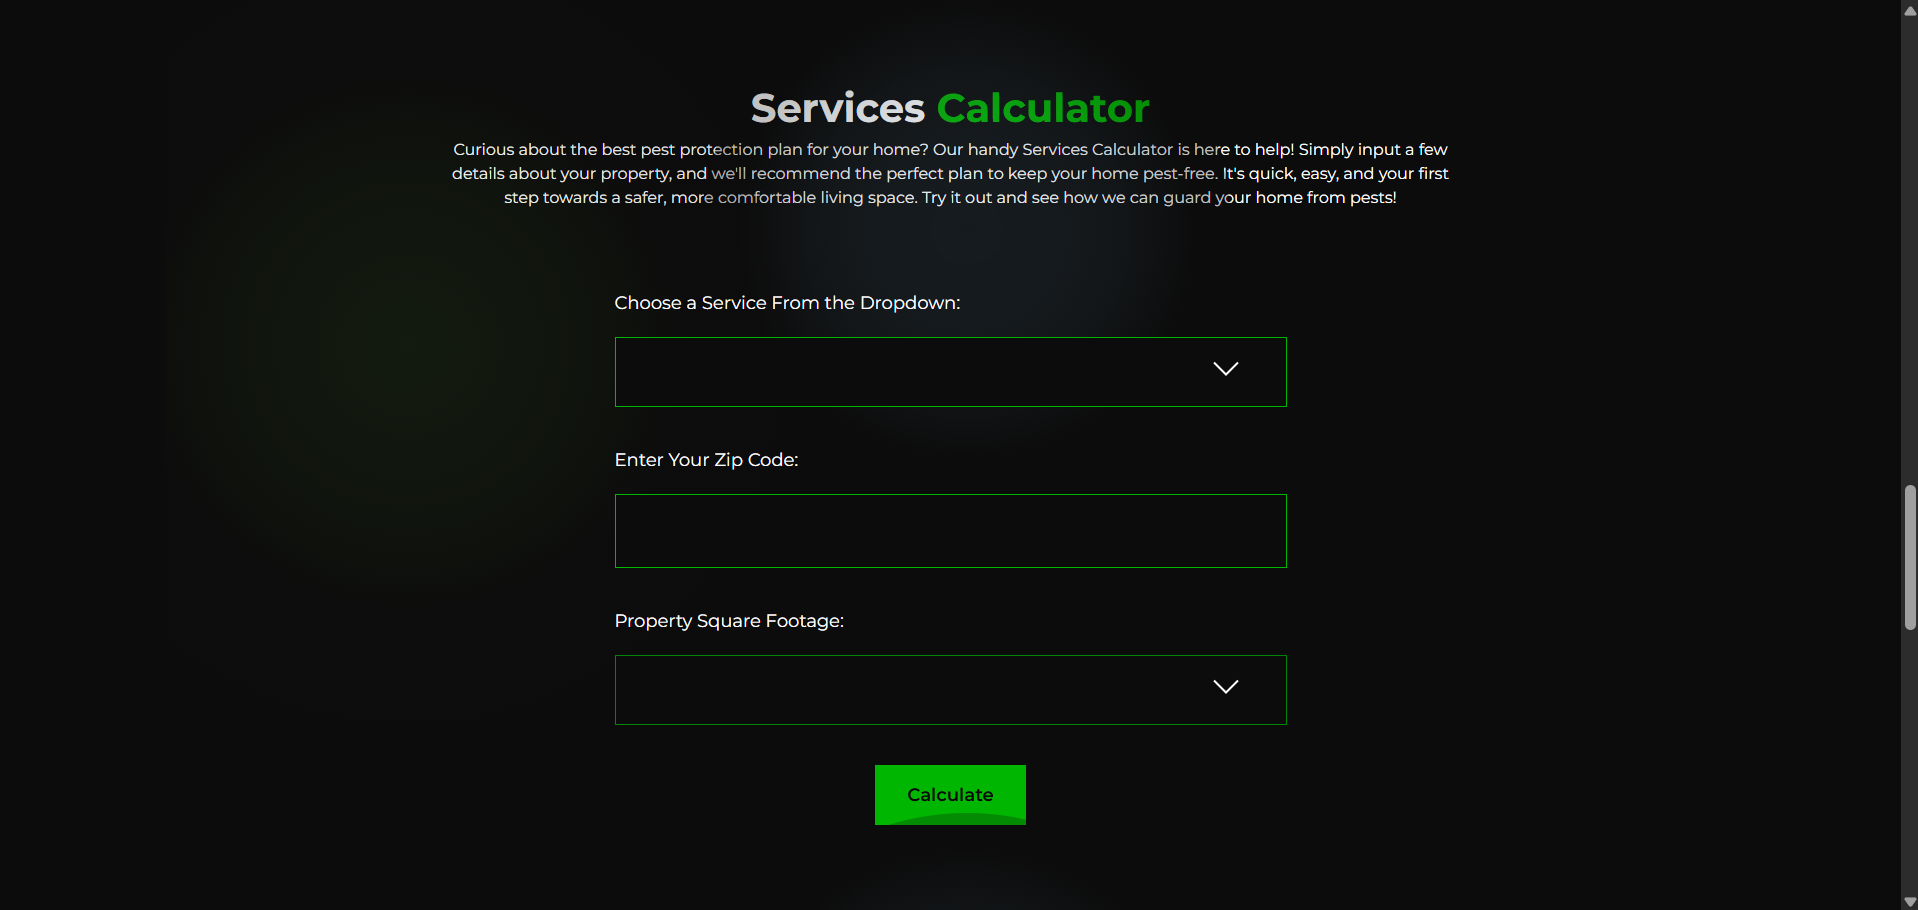 Services Calculator
Curious about the best pest protection plan for your home? Our handy Services Calculator is here to help! Simply input a few
details about your property, and we'll recommend the perfect plan to keep your home pest-free. It's quick, easy, and your first
step towards a safer, more comfortable living space. Try it out and see how we can guard your home from pests!
Choose a Service From the Dropdown:
Enter Your Zip Code:
Property Square Footage:
Calculate